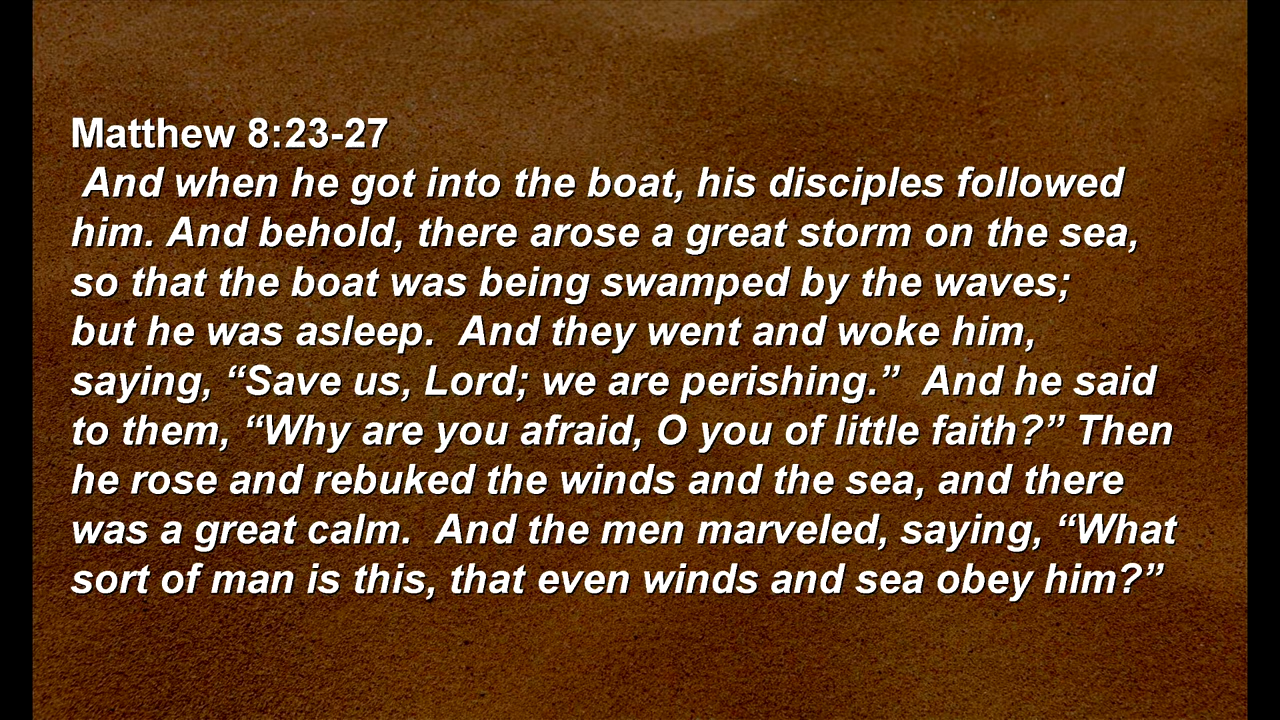 Matthew 8:23-27
And when he got into the boat, his disciples followed
him. And behold, there arose a great storm on the sea,
so that the boat was being swamped by the waves;
but he was asleep.  And they went and woke him,
saying, “Save us, Lord; we are perishing.”  And he said
to them, “Why are you afraid, O you of little faith?” Then
he rose and rebuked the winds and the sea, and there
was a great calm.  And the men marveled, saying, “What
sort of man is this, that even winds and sea obey him?”